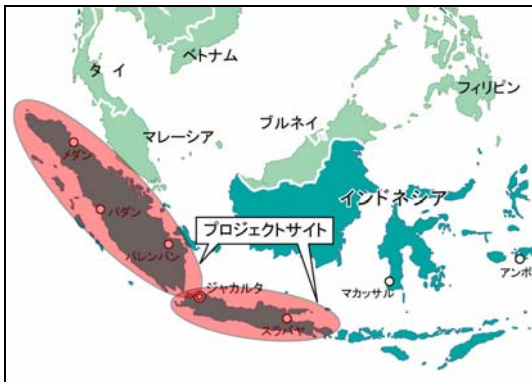 ベトナム
タイ
フィリピン
マレーシア
ブルネイ
メダン
インドネシア
パダン
プロジェクトサイト
パレンバン
アンボ
ジャカルタ
マカッサル
スラバヤ